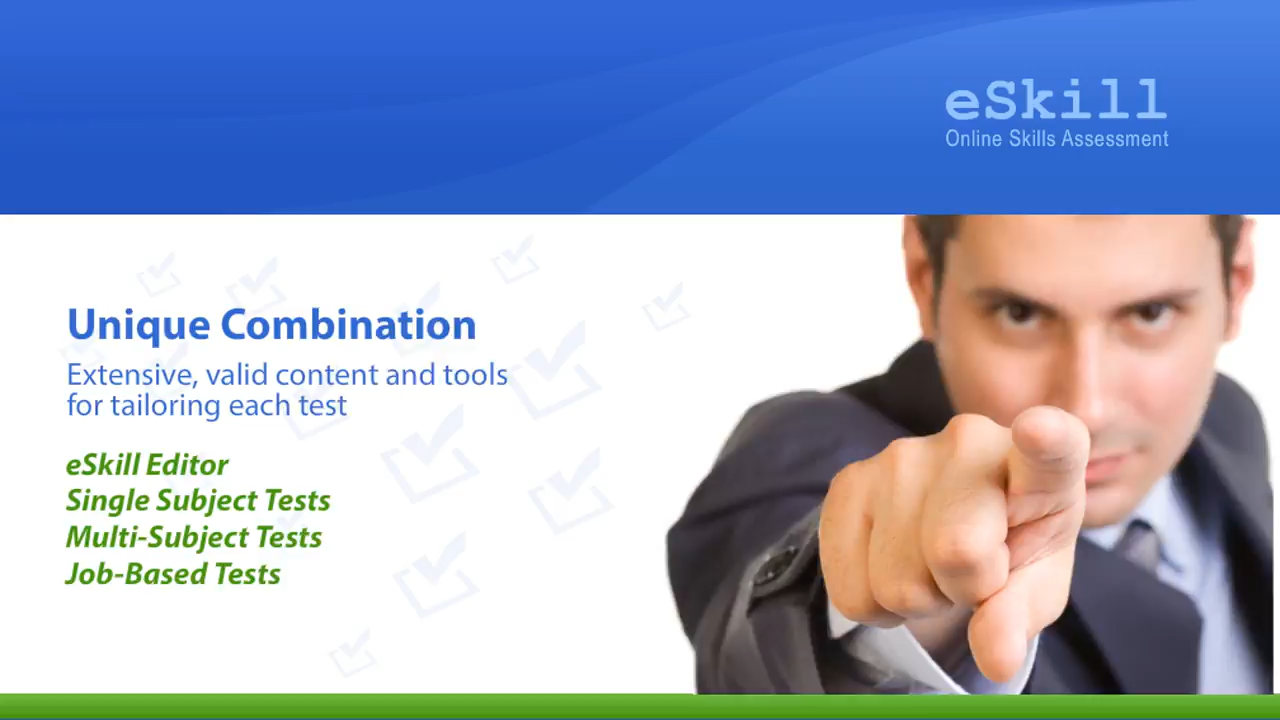 eSkill
Online Skills Assessment
Unique Combination
Extensive, valid content and tools
for tailoring each test
eSkill Editor
Single Subject Tests
Multi-Subject Tests
Job-Based Tests